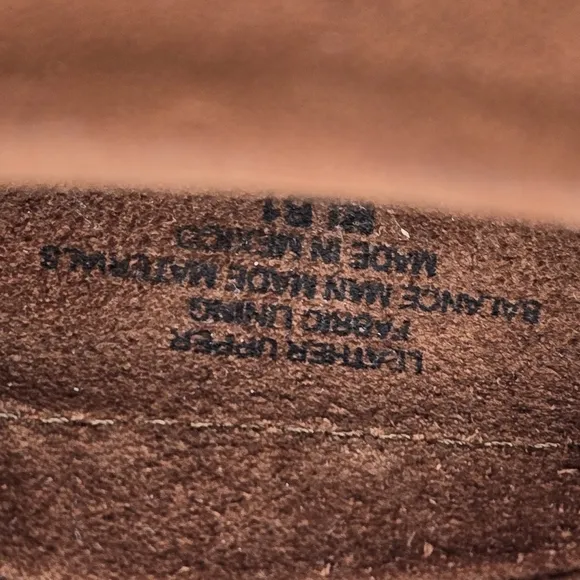 LEATHER UPPER
FABRIC LINING
BALANCE MAN MADE MATERIALS
MADE IN MEXICO